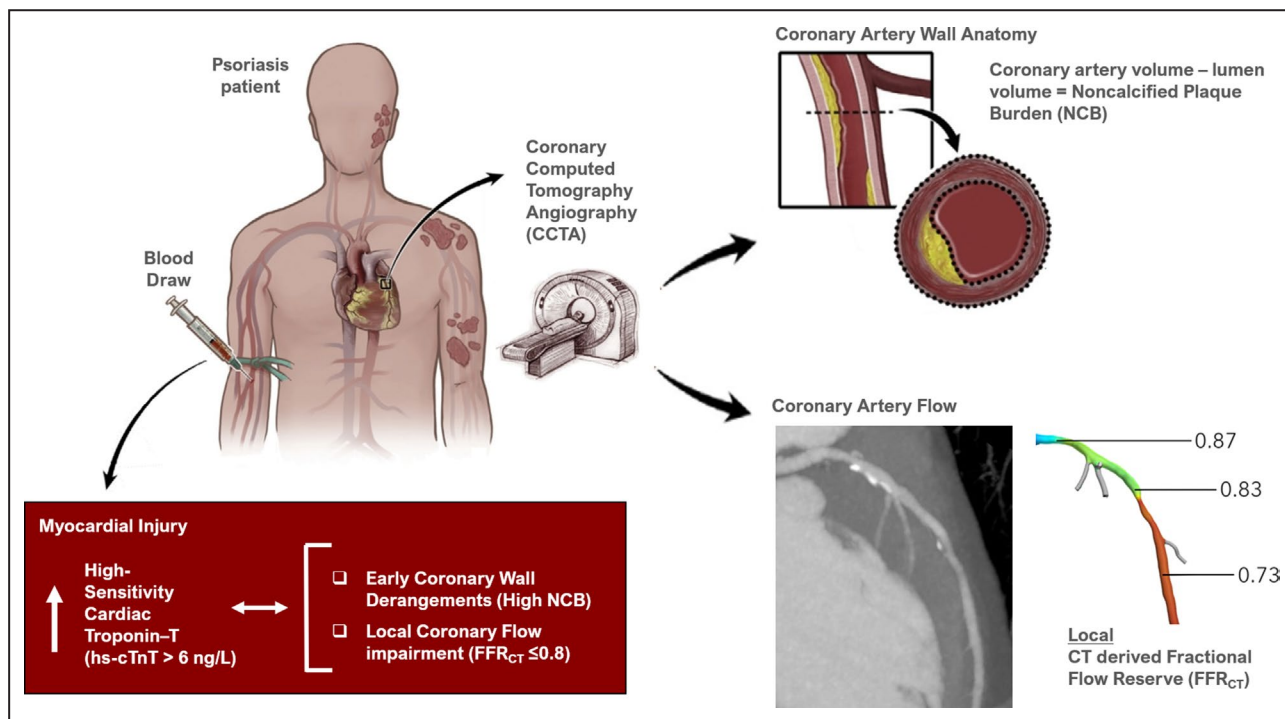 Psoriasis
patient
Blood
Draw
Coronary
Computed
Tomography
Angiography
(CCTA)
Coronary Artery Wall Anatomy
Coronary artery volume – lumen
volume = Noncalcified Plaque
Burden (NCB)
Coronary Artery Flow
0.87
0.83
0.73
Local
CT derived Fractional
Flow Reserve (FFRCT)
Myocardial Injury
High-
Sensitivity
Cardiac
Troponin–T
(hs-cTnT > 6 ng/L)
❑ Early Coronary Wall
Derangements (High NCB)
❑ Local Coronary Flow
impairment (FFRCT ≤0.8)